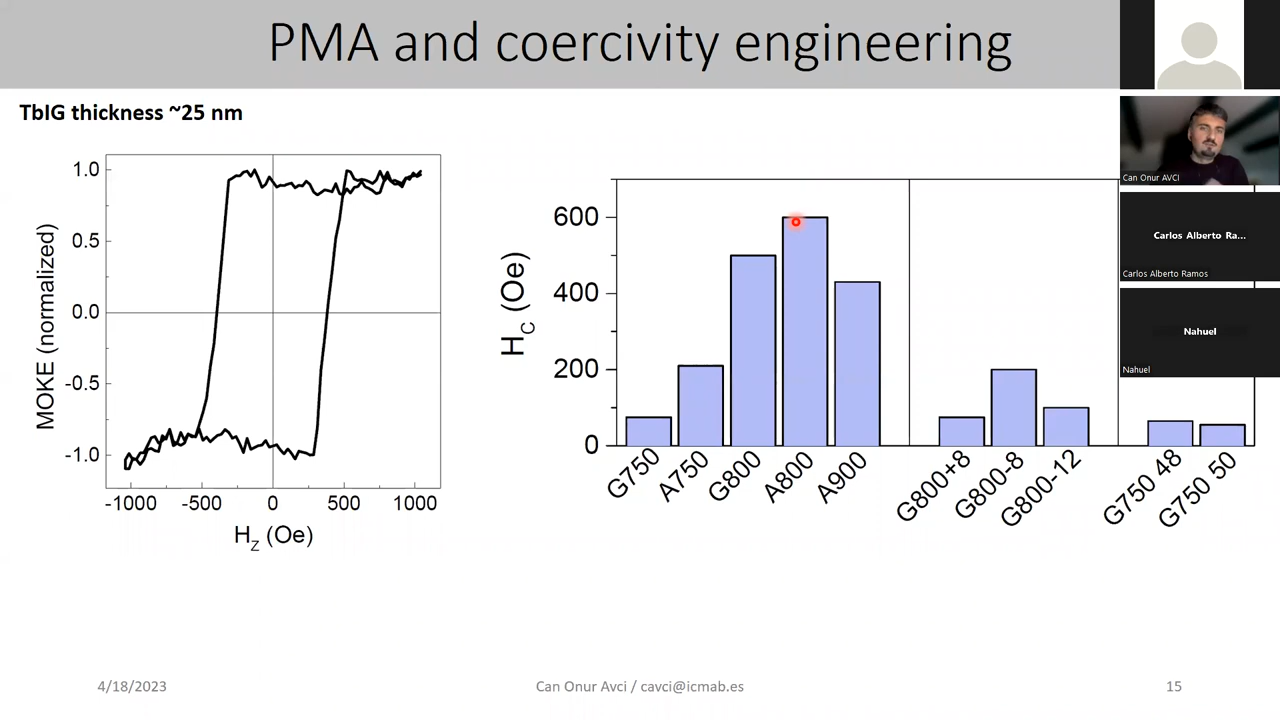 PMA and coercivity engineering
TbIG thickness ~25 nm
MOKE (normalized)
1.0
0.5
0.0
-0.5
-1.0
-1000
-500
0
500
1000
H_Z (Oe)
H_C (Oe)
600
400
200
0
G750
A750
G800
A800
A900
G800+8
G800-8
G800-12
G750 48
G750 50
Can Onur AVCI
Carlos Alberto Ra...
Carlos Alberto Ramos
Nahuel
Nahuel
4/18/2023
Can Onur Avci / cavci@icmab.es
15